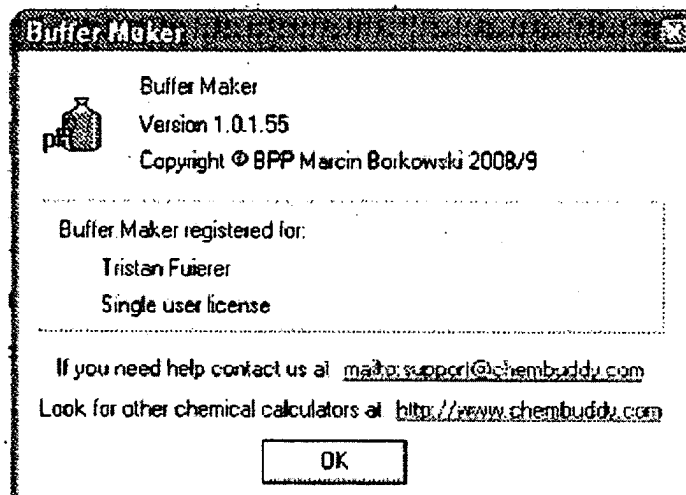 Buffer Maker
Buffer Maker
Version 1.0.1.55
Copyright © BPP Marcin Borkowski 2008/9
pH
Buffer Maker registered for:
Tristan Fuierer
Single user license
If you need help contact us at mailto:support@chembuddy.com
Look for other chemical calculators at http://www.chembuddy.com
OK